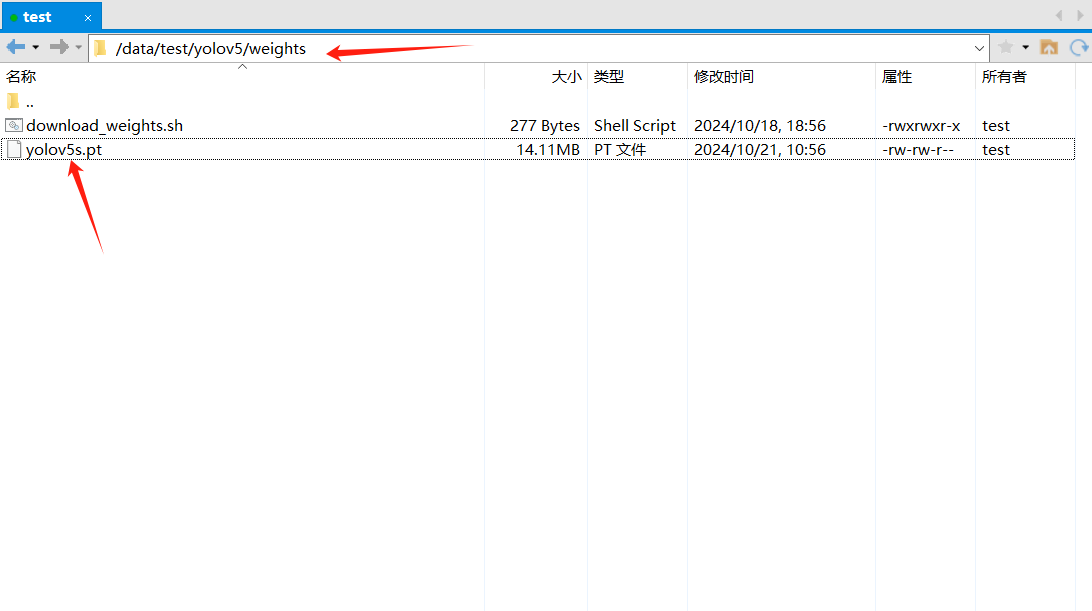 test ×
/data/test/yolov5/weights
名称 大小 类型 修改时间 属性 所有者
..
download_weights.sh 277 Bytes Shell Script 2024/10/18, 18:56 -rwxrwxr-x test
yolov5s.pt 14.11MB PT 文件 2024/10/21, 10:56 -rw-rw-r-- test